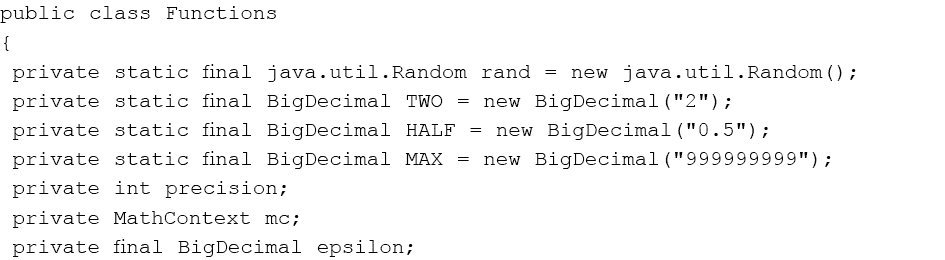 public class Functions
{
private static final java.util.Random rand = new java.util.Random();
private static final BigDecimal TWO = new BigDecimal("2");
private static final BigDecimal HALF = new BigDecimal("0.5");
private static final BigDecimal MAX = new BigDecimal("999999999");
private int precision;
private MathContext mc;
private final BigDecimal epsilon;